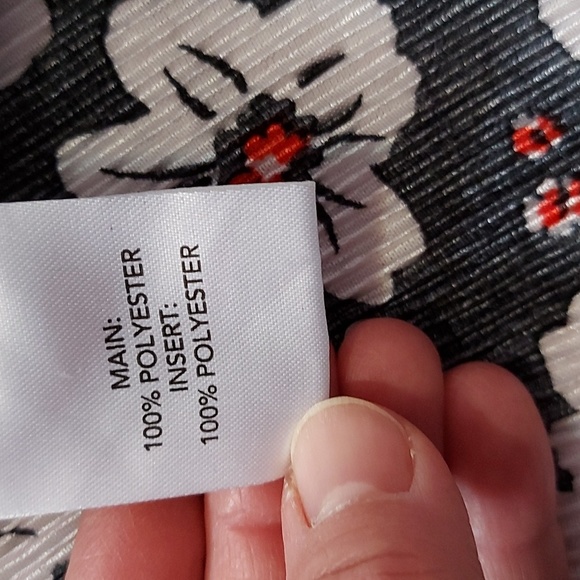 MAIN:
100% POLYESTER
INSERT:
100% POLYESTER